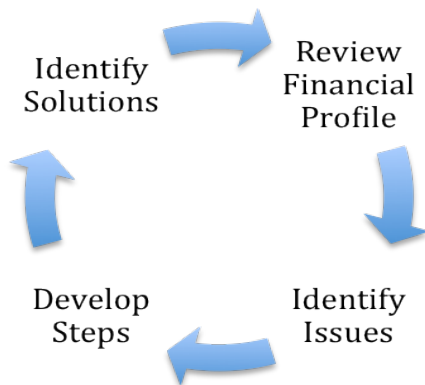 Identify
Solutions
Review
Financial
Profile
Develop
Steps
Identify
Issues